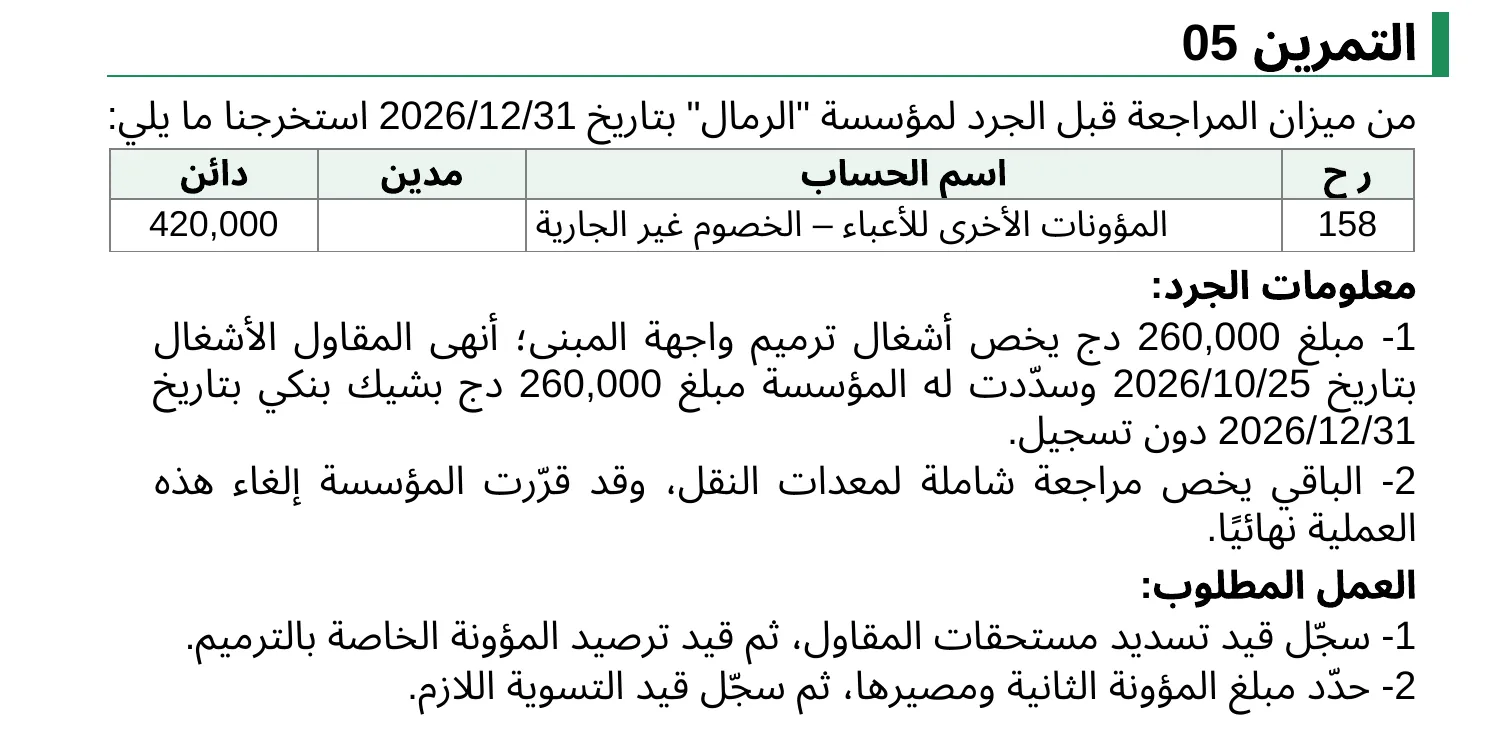 التمرين 05
من ميزان المراجعة قبل الجرد لمؤسسة "الرمال" بتاريخ 2026/12/31 استخرجنا ما يلي:
ر ح اسم الحساب مدين دائن
158 المؤونات الأخرى للأعباء – الخصوم غير الجارية 420,000
معلومات الجرد:
1- مبلغ 260,000 دج يخص أشغال ترميم واجهة المبنى؛ أنهى المقاول الأشغال
بتاريخ 2026/10/25 وسدّدت له المؤسسة مبلغ 260,000 دج بشيك بنكي بتاريخ
2026/12/31 دون تسجيل.
2- الباقي يخص مراجعة شاملة لمعدات النقل، وقد قرّرت المؤسسة إلغاء هذه
العملية نهائيًا.
العمل المطلوب:
1- سجّل قيد تسديد مستحقات المقاول، ثم قيد ترصيد المؤونة الخاصة بالترميم.
2- حدّد مبلغ المؤونة الثانية ومصيرها، ثم سجّل قيد التسوية اللازم.